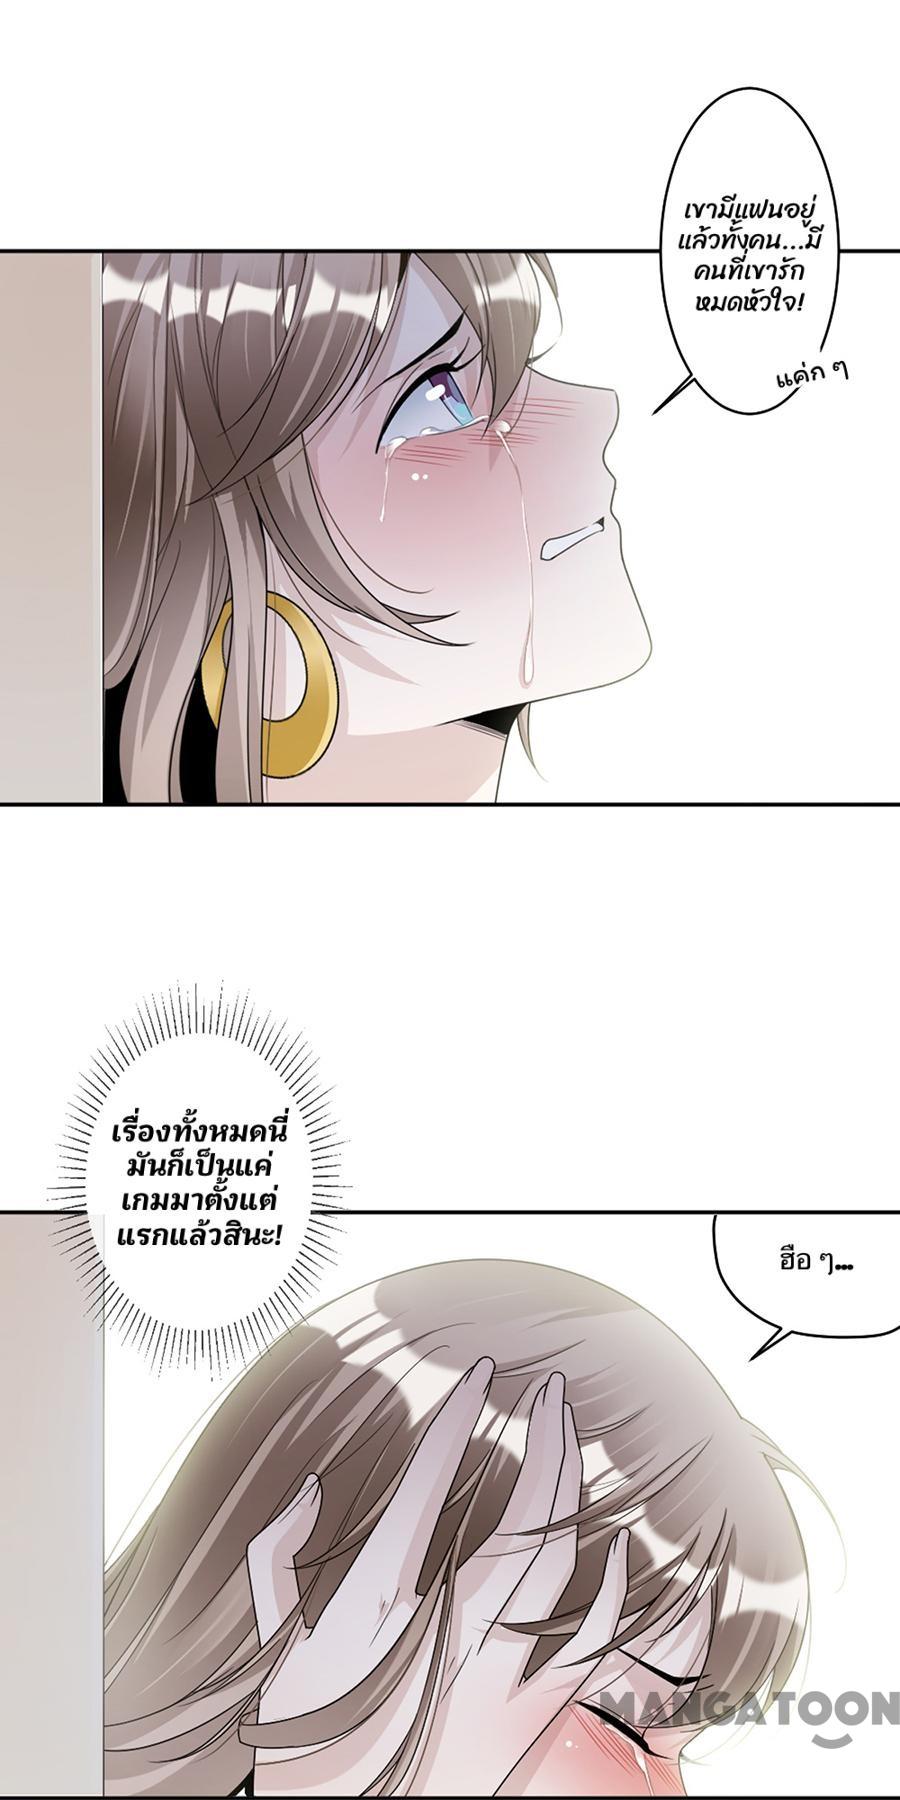 เขามีแฟนอยู่
แล้วทั้งคน...มี
คนที่เขารัก
หมดหัวใจ!
แค่ก ๆ
เรื่องทั้งหมดนี่
มันก็เป็นแค่
เกมมาตั้งแต่
แรกแล้วสินะ!
ฮือ ๆ...
MANGATOON